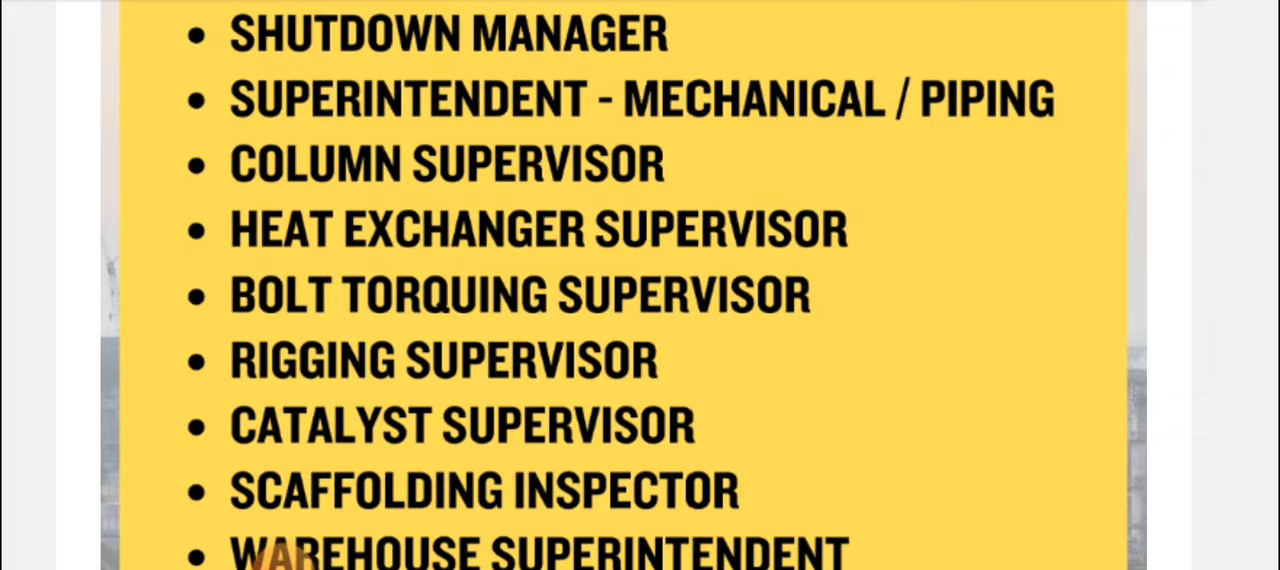 • SHUTDOWN MANAGER
• SUPERINTENDENT - MECHANICAL / PIPING
• COLUMN SUPERVISOR
• HEAT EXCHANGER SUPERVISOR
• BOLT TORQUING SUPERVISOR
• RIGGING SUPERVISOR
• CATALYST SUPERVISOR
• SCAFFOLDING INSPECTOR
• WAREHOUSE SUPERINTENDENT